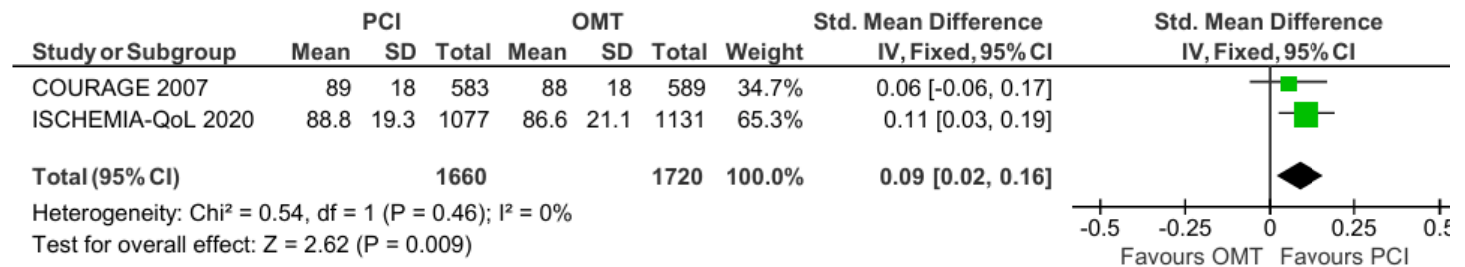 PCI OMT Std. Mean Difference Std. Mean Difference
Study or Subgroup Mean SD Total Mean SD Total Weight IV, Fixed, 95% CI IV, Fixed, 95% CI
COURAGE 2007 89 18 583 88 18 589 34.7% 0.06 [-0.06, 0.17]
ISCHEMIA-QoL 2020 88.8 19.3 1077 86.6 21.1 1131 65.3% 0.11 [0.03, 0.19]
Total (95% CI) 1660 1720 100.0% 0.09 [0.02, 0.16]
Heterogeneity: Chi² = 0.54, df = 1 (P = 0.46); I² = 0%
Test for overall effect: Z = 2.62 (P = 0.009)
-0.5 -0.25 0 0.25 0.5
Favours OMT Favours PCI